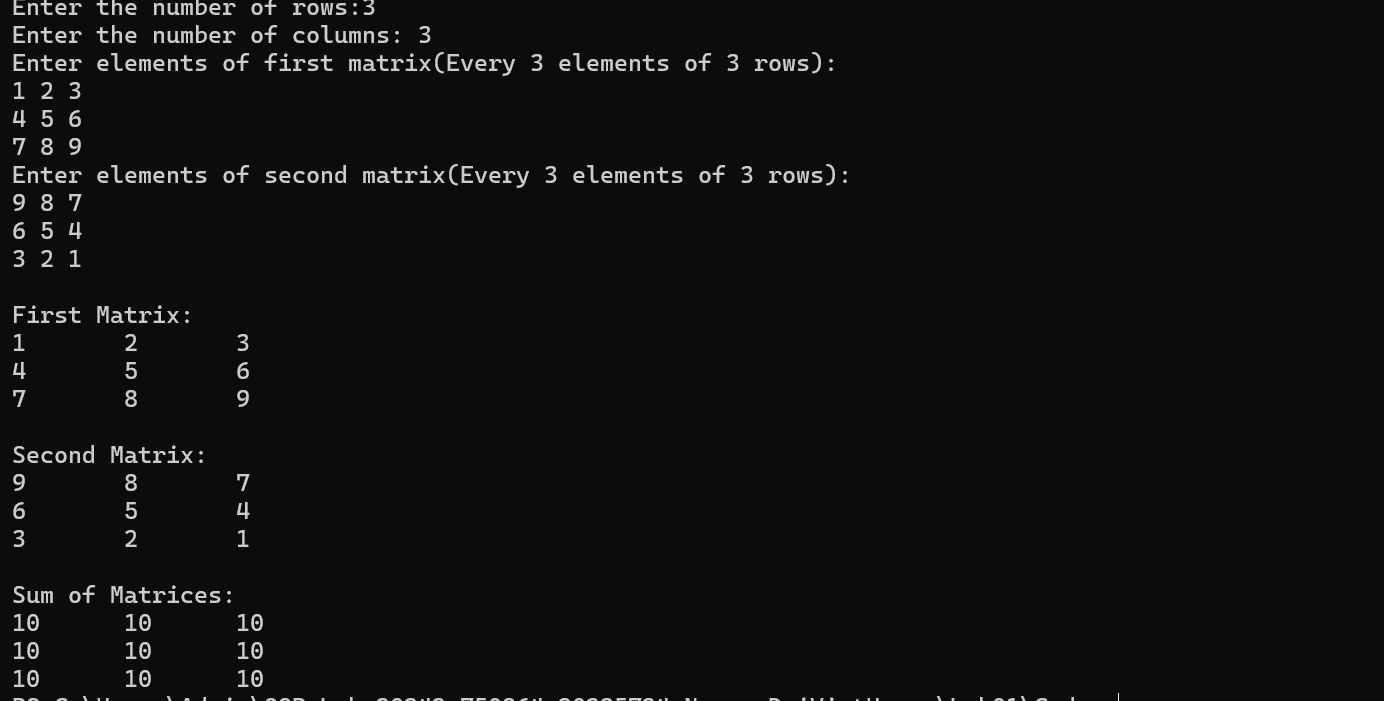 Enter the number of rows:3
Enter the number of columns: 3
Enter elements of first matrix(Every 3 elements of 3 rows):
1 2 3
4 5 6
7 8 9
Enter elements of second matrix(Every 3 elements of 3 rows):
9 8 7
6 5 4
3 2 1
First Matrix:
1 2 3
4 5 6
7 8 9
Second Matrix:
9 8 7
6 5 4
3 2 1
Sum of Matrices:
10 10 10
10 10 10
10 10 10